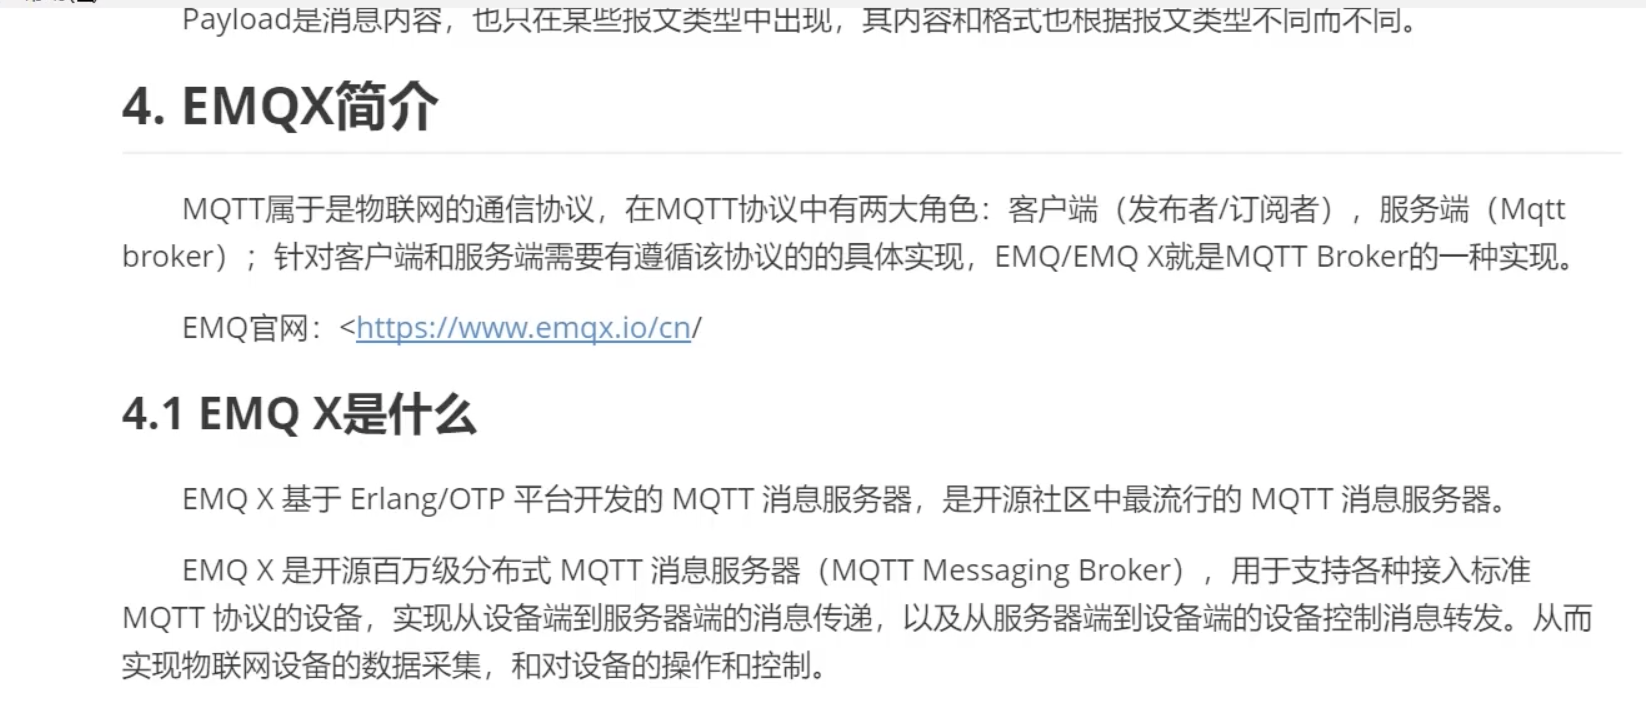 Payload是消息内容，也只在某些报文类型中出现，其内容和格式也根据报文类型不同而不同。
4. EMQX简介
MQTT属于是物联网的通信协议，在MQTT协议中有两大角色：客户端（发布者/订阅者），服务端（Mqtt
broker）；针对客户端和服务端需要有遵循该协议的的具体实现，EMQ/EMQ X就是MQTT Broker的一种实现。
EMQ官网：<https://www.emqx.io/cn/
4.1 EMQ X是什么
EMQ X 基于 Erlang/OTP 平台开发的 MQTT 消息服务器，是开源社区中最流行的 MQTT 消息服务器。
EMQ X 是开源百万级分布式 MQTT 消息服务器（MQTT Messaging Broker），用于支持各种接入标准
MQTT 协议的设备，实现从设备端到服务器端的消息传递，以及从服务器端到设备端的设备控制消息转发。从而
实现物联网设备的数据采集，和对设备的操作和控制。